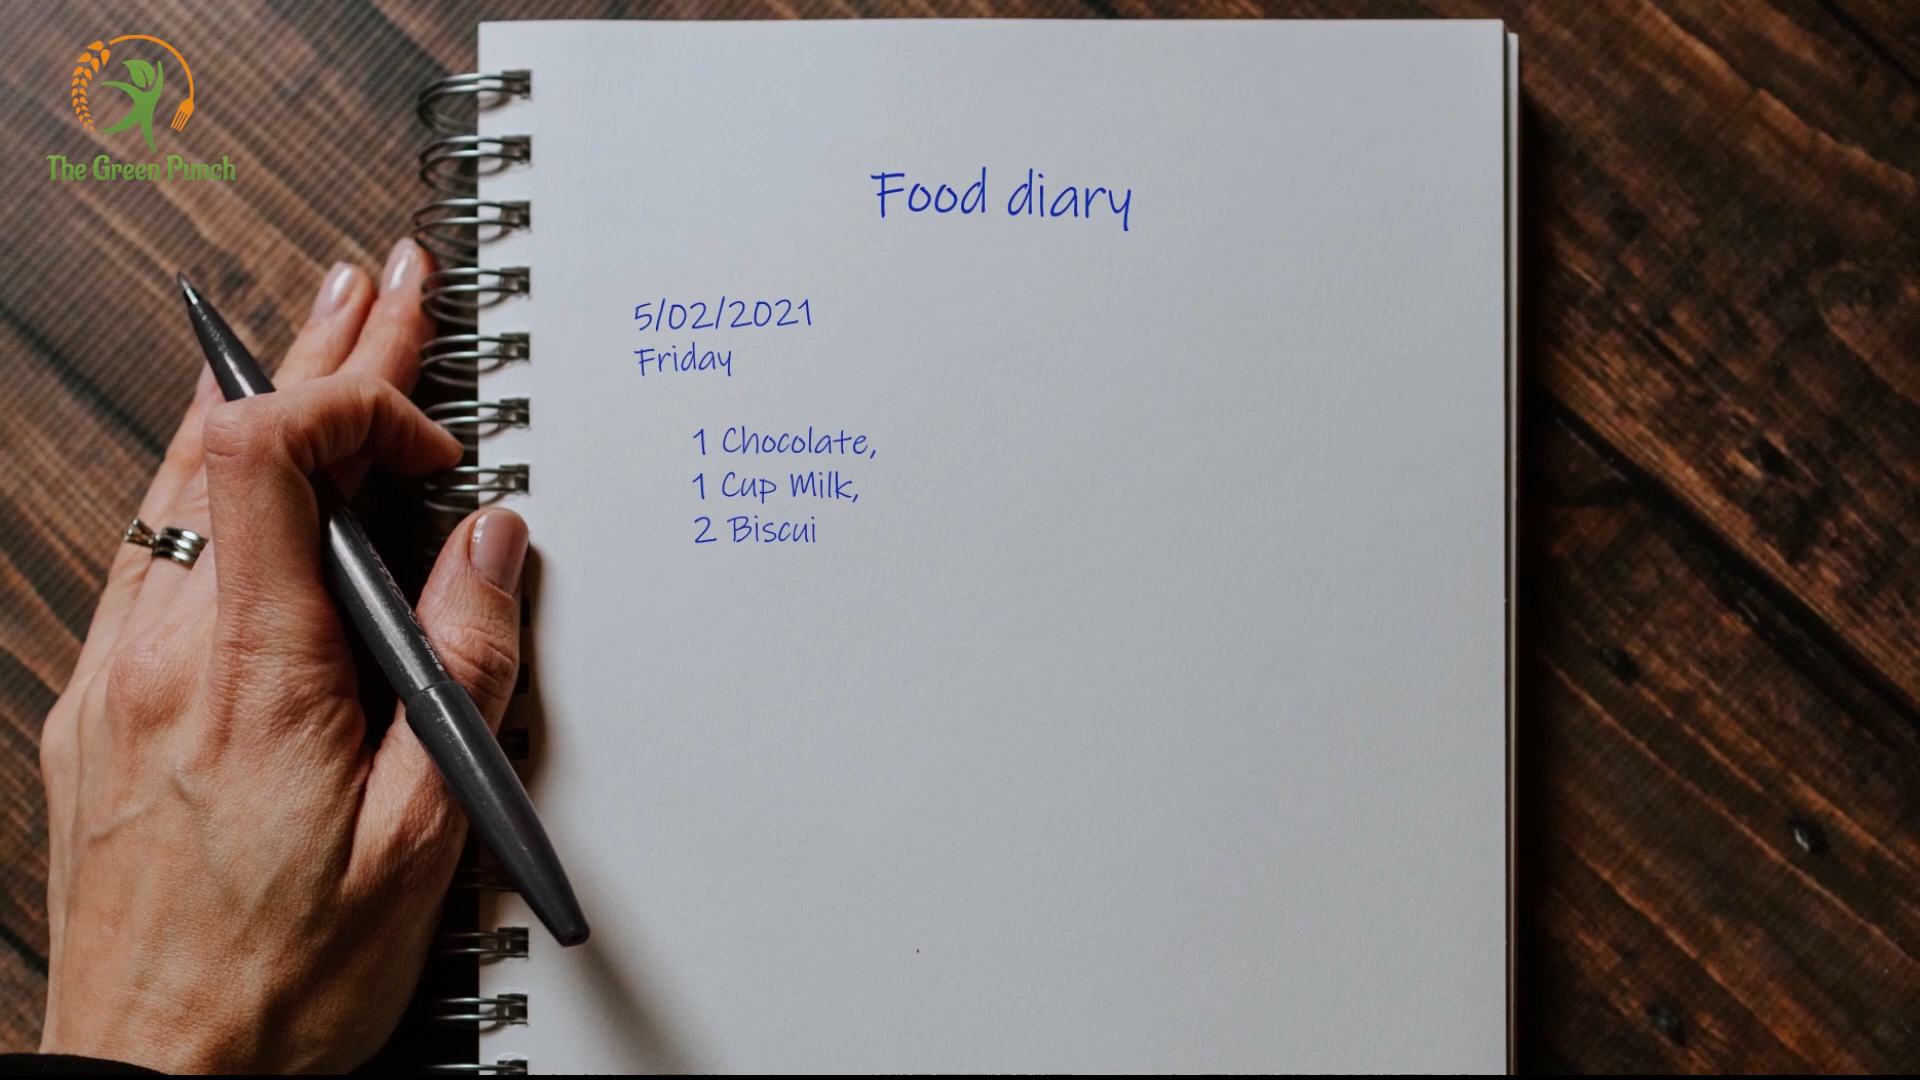 The Green Punch
Food diary
5/02/2021
Friday
1 Chocolate,
1 Cup Milk,
2 Biscui